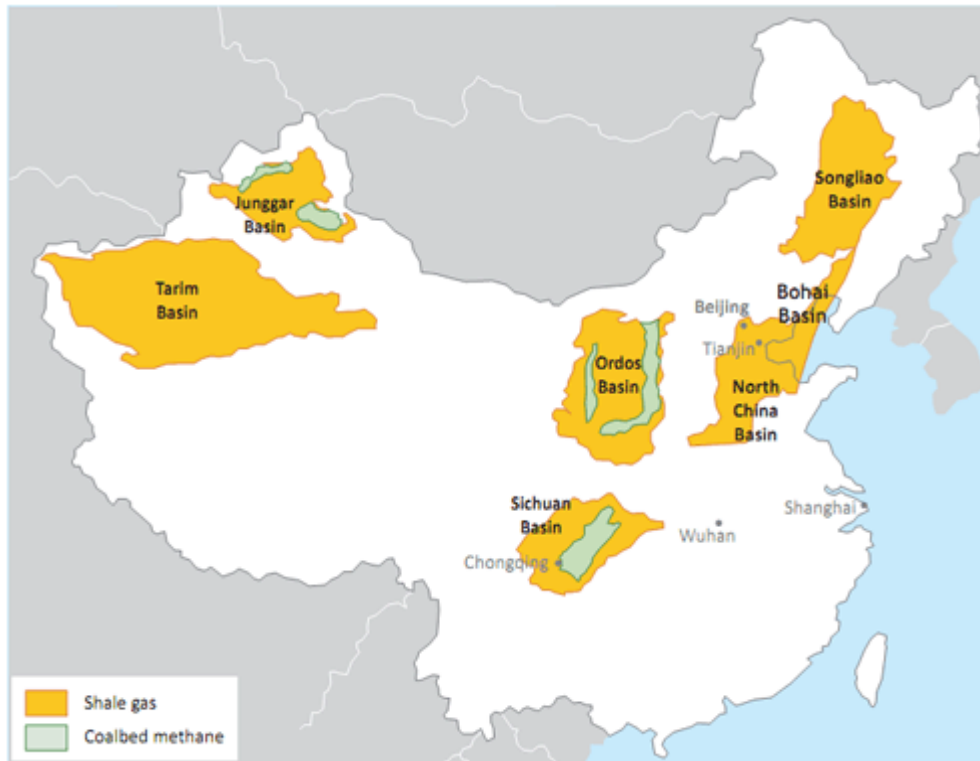 Songliao
Basin
Junggar
Basin
Tarim
Basin
Bohai
Basin
Beijing
Tianjin
Ordos
Basin
North
China
Basin
Sichuan
Basin
Shanghai
Wuhan
Chongqing
Shale gas
Coalbed methane